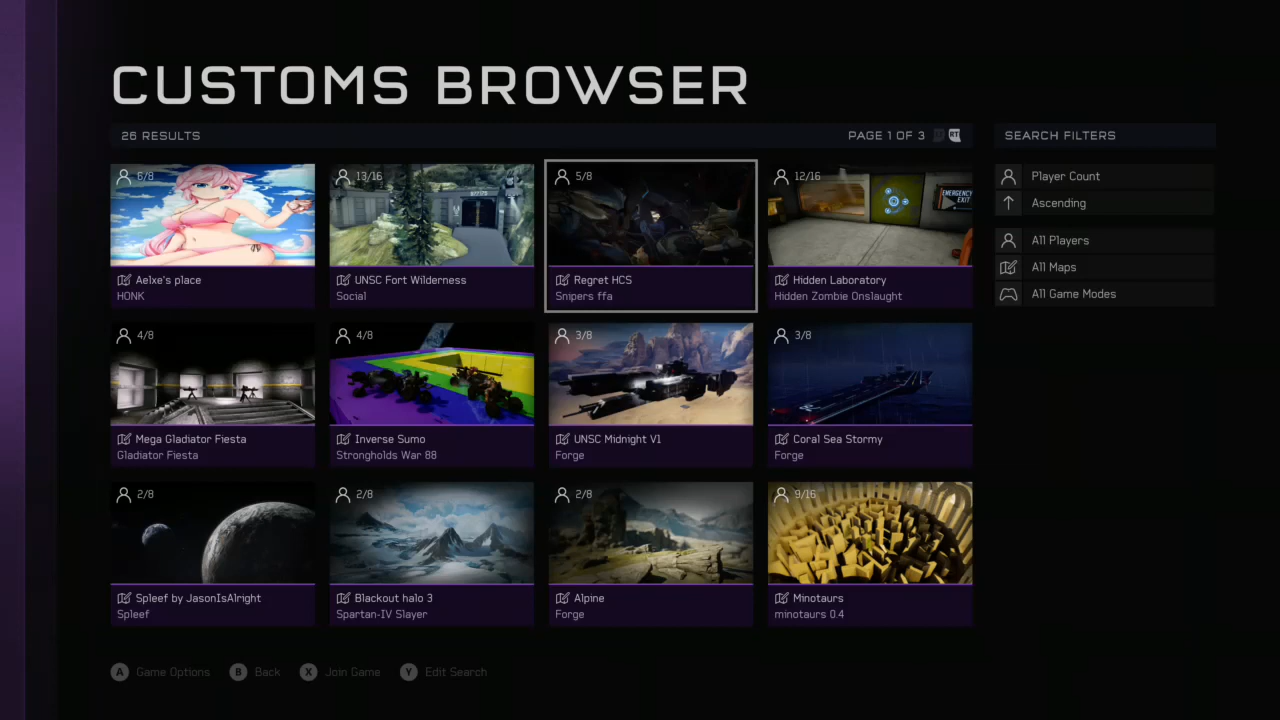 CUSTOMS BROWSER
26 RESULTS
PAGE 1 OF 3
RT
SEARCH FILTERS
6/8
Aelxe's place
HONK
13/16
UNSC Fort Wilderness
Social
5/8
Regret HCS
Snipers ffa
12/16
EMERGENCY
EXIT
Hidden Laboratory
Hidden Zombie Onslaught
Player Count
Ascending
All Players
All Maps
All Game Modes
4/8
Mega Gladiator Fiesta
Gladiator Fiesta
4/8
Inverse Sumo
Strongholds War 88
3/8
UNSC Midnight V1
Forge
3/8
Coral Sea Stormy
Forge
2/8
Spleef by JasonIsAlright
Spleef
2/8
Blackout halo 3
Spartan-IV Slayer
2/8
Alpine
Forge
9/16
Minotaurs
minotaurs 0.4
A Game Options
B Back
X Join Game
Y Edit Search